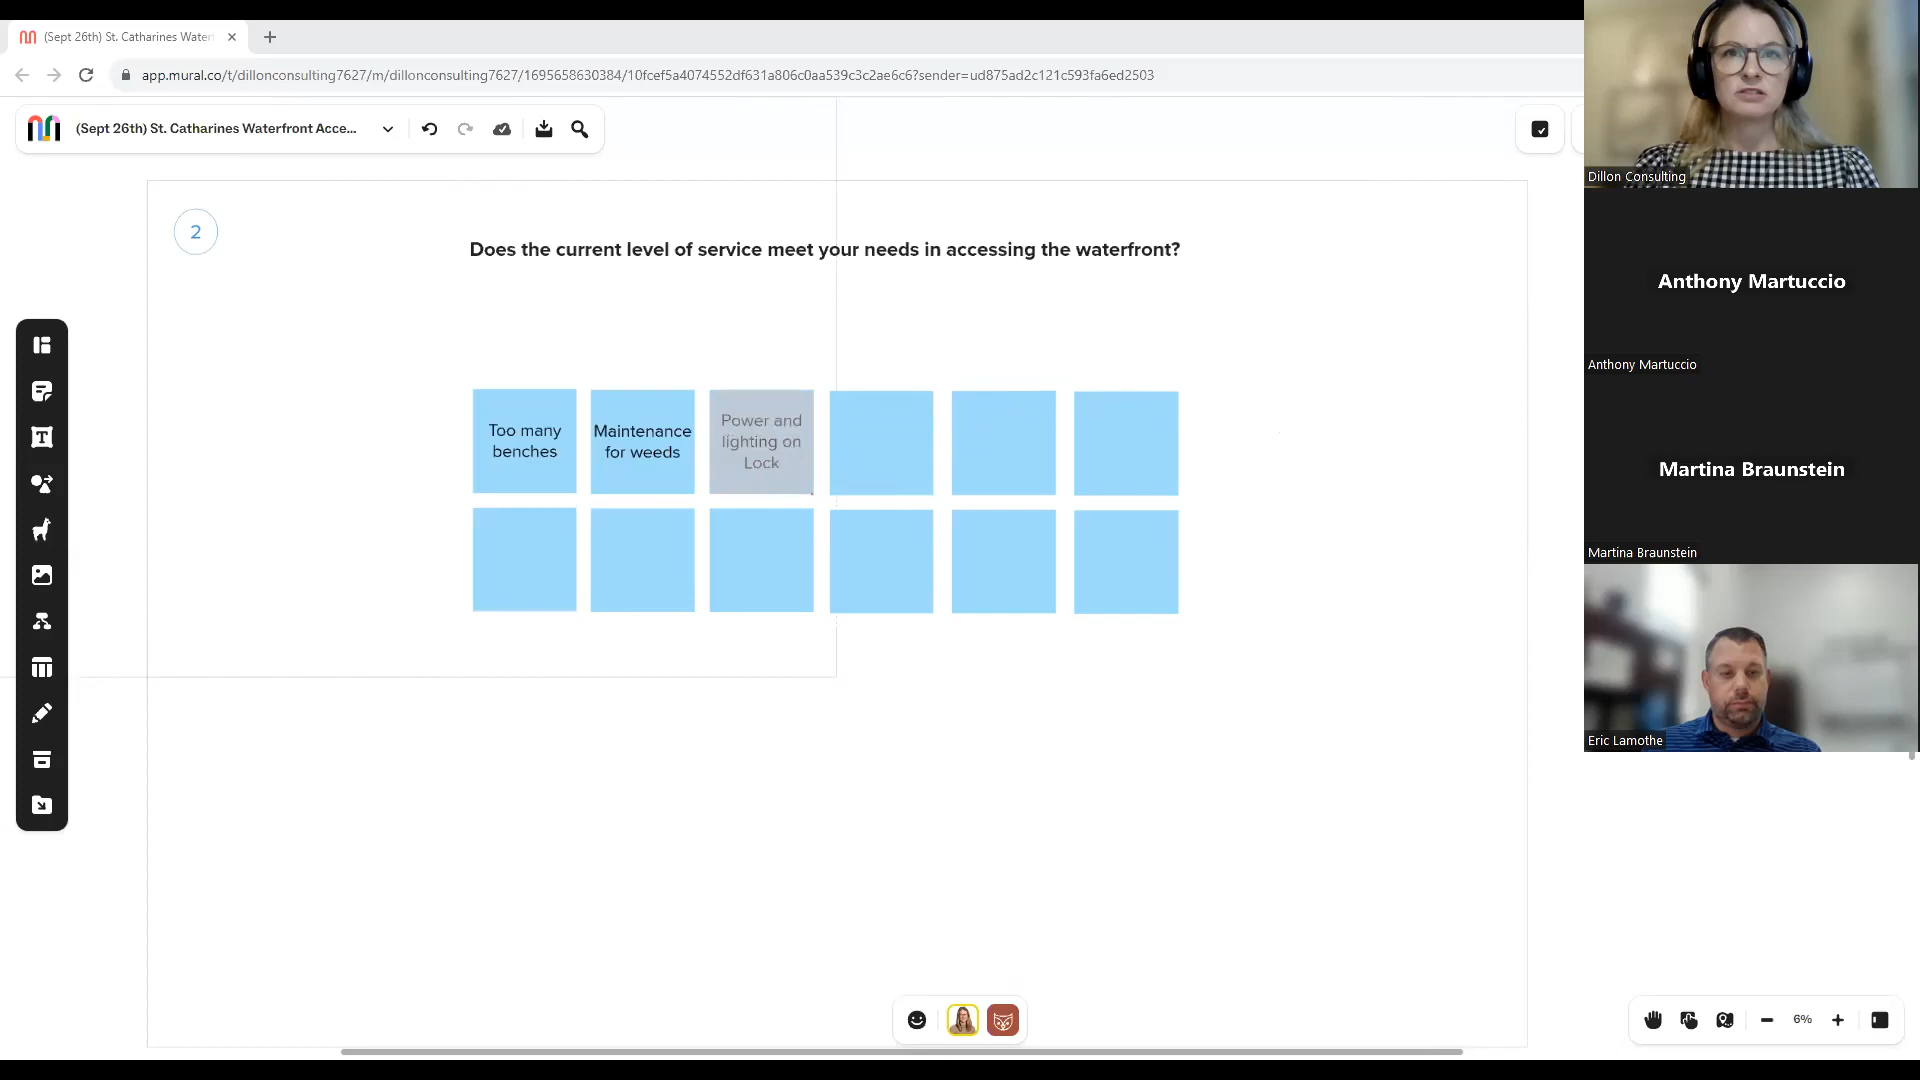 (Sept 26th) St. Catharines Water
app.mural.co/t/dillonconsulting7627/m/dillonconsulting7627/1695658630384/10fcef5a4074552df631a806c0aa539c3c2ae6c6?sender=ud875ad2c121c593fa6ed2503
(Sept 26th) St. Catharines Waterfront Acce...
2
Does the current level of service meet your needs in accessing the waterfront?
Too many
benches
Maintenance
for weeds
Power and
lighting on
Lock
Dillon Consulting
Anthony Martuccio
Anthony Martuccio
Martina Braunstein
Martina Braunstein
Eric Lamothe
6%